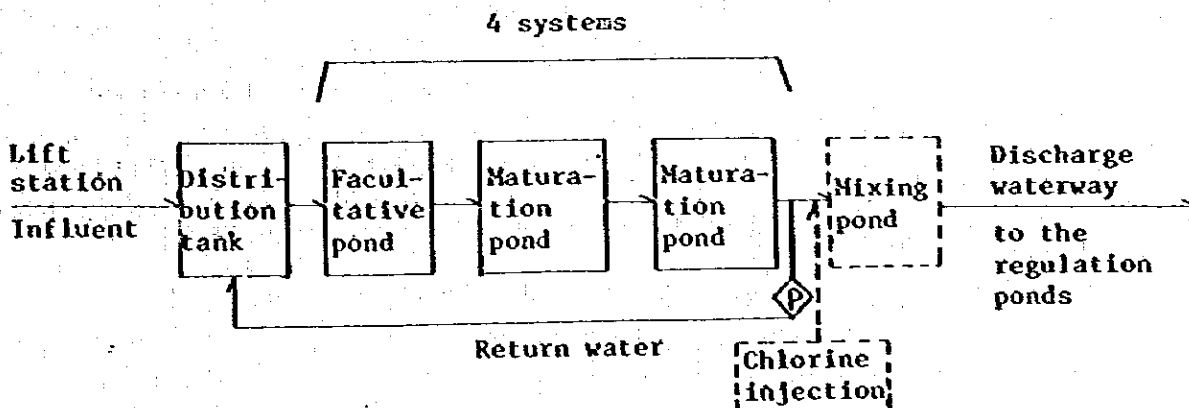 4 systems
Lift
station
Influent
Distri-
bution
tank
Facul-
tative
pond
Matura-
tion
pond
Matura-
tion
pond
Mixing
pond
Discharge
waterway
to the
regulation
ponds
P
Return water
Chlorine
injection